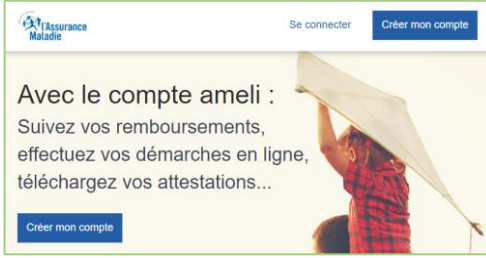 l'Assurance
Maladie
Se connecter
Créer mon compte
Avec le compte ameli :
Suivez vos remboursements,
effectuez vos démarches en ligne,
téléchargez vos attestations...
Créer mon compte